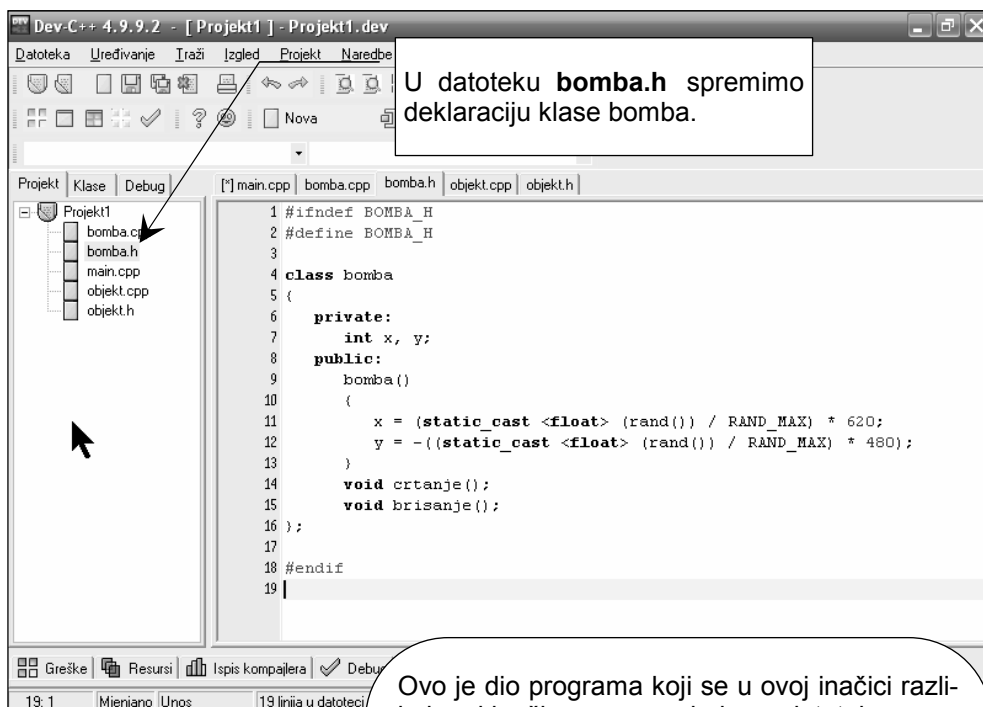 Dev-C++ 4.9.9.2 - [ Projekt1 ] - Projekt1.dev
Datoteka Uređivanje Traži Izgled Projekt Naredbe
U datoteku bomba.h spremimo
deklaraciju klase bomba.
Nova
Projekt Klase Debug
[*] main.cpp bomba.cpp bomba.h objekt.cpp objekt.h
Projekt1
bomba.cpp
bomba.h
main.cpp
objekt.cpp
objekt.h
1 #ifndef BOMBA_H
2 #define BOMBA_H
3
4 class bomba
5 {
6 private:
7 int x, y;
8 public:
9 bomba()
10 {
11 x = (static_cast <float> (rand()) / RAND_MAX) * 620;
12 y = -((static_cast <float> (rand()) / RAND_MAX) * 480);
13 }
14 void crtanje();
15 void brisanje();
16 };
17
18 #endif
19
Greške Resursi Ispis kompajlera Debug
19: 1 Mienjano Unos 19 linija u datoteci
Ovo je dio programa koji se u ovoj inačici razli-